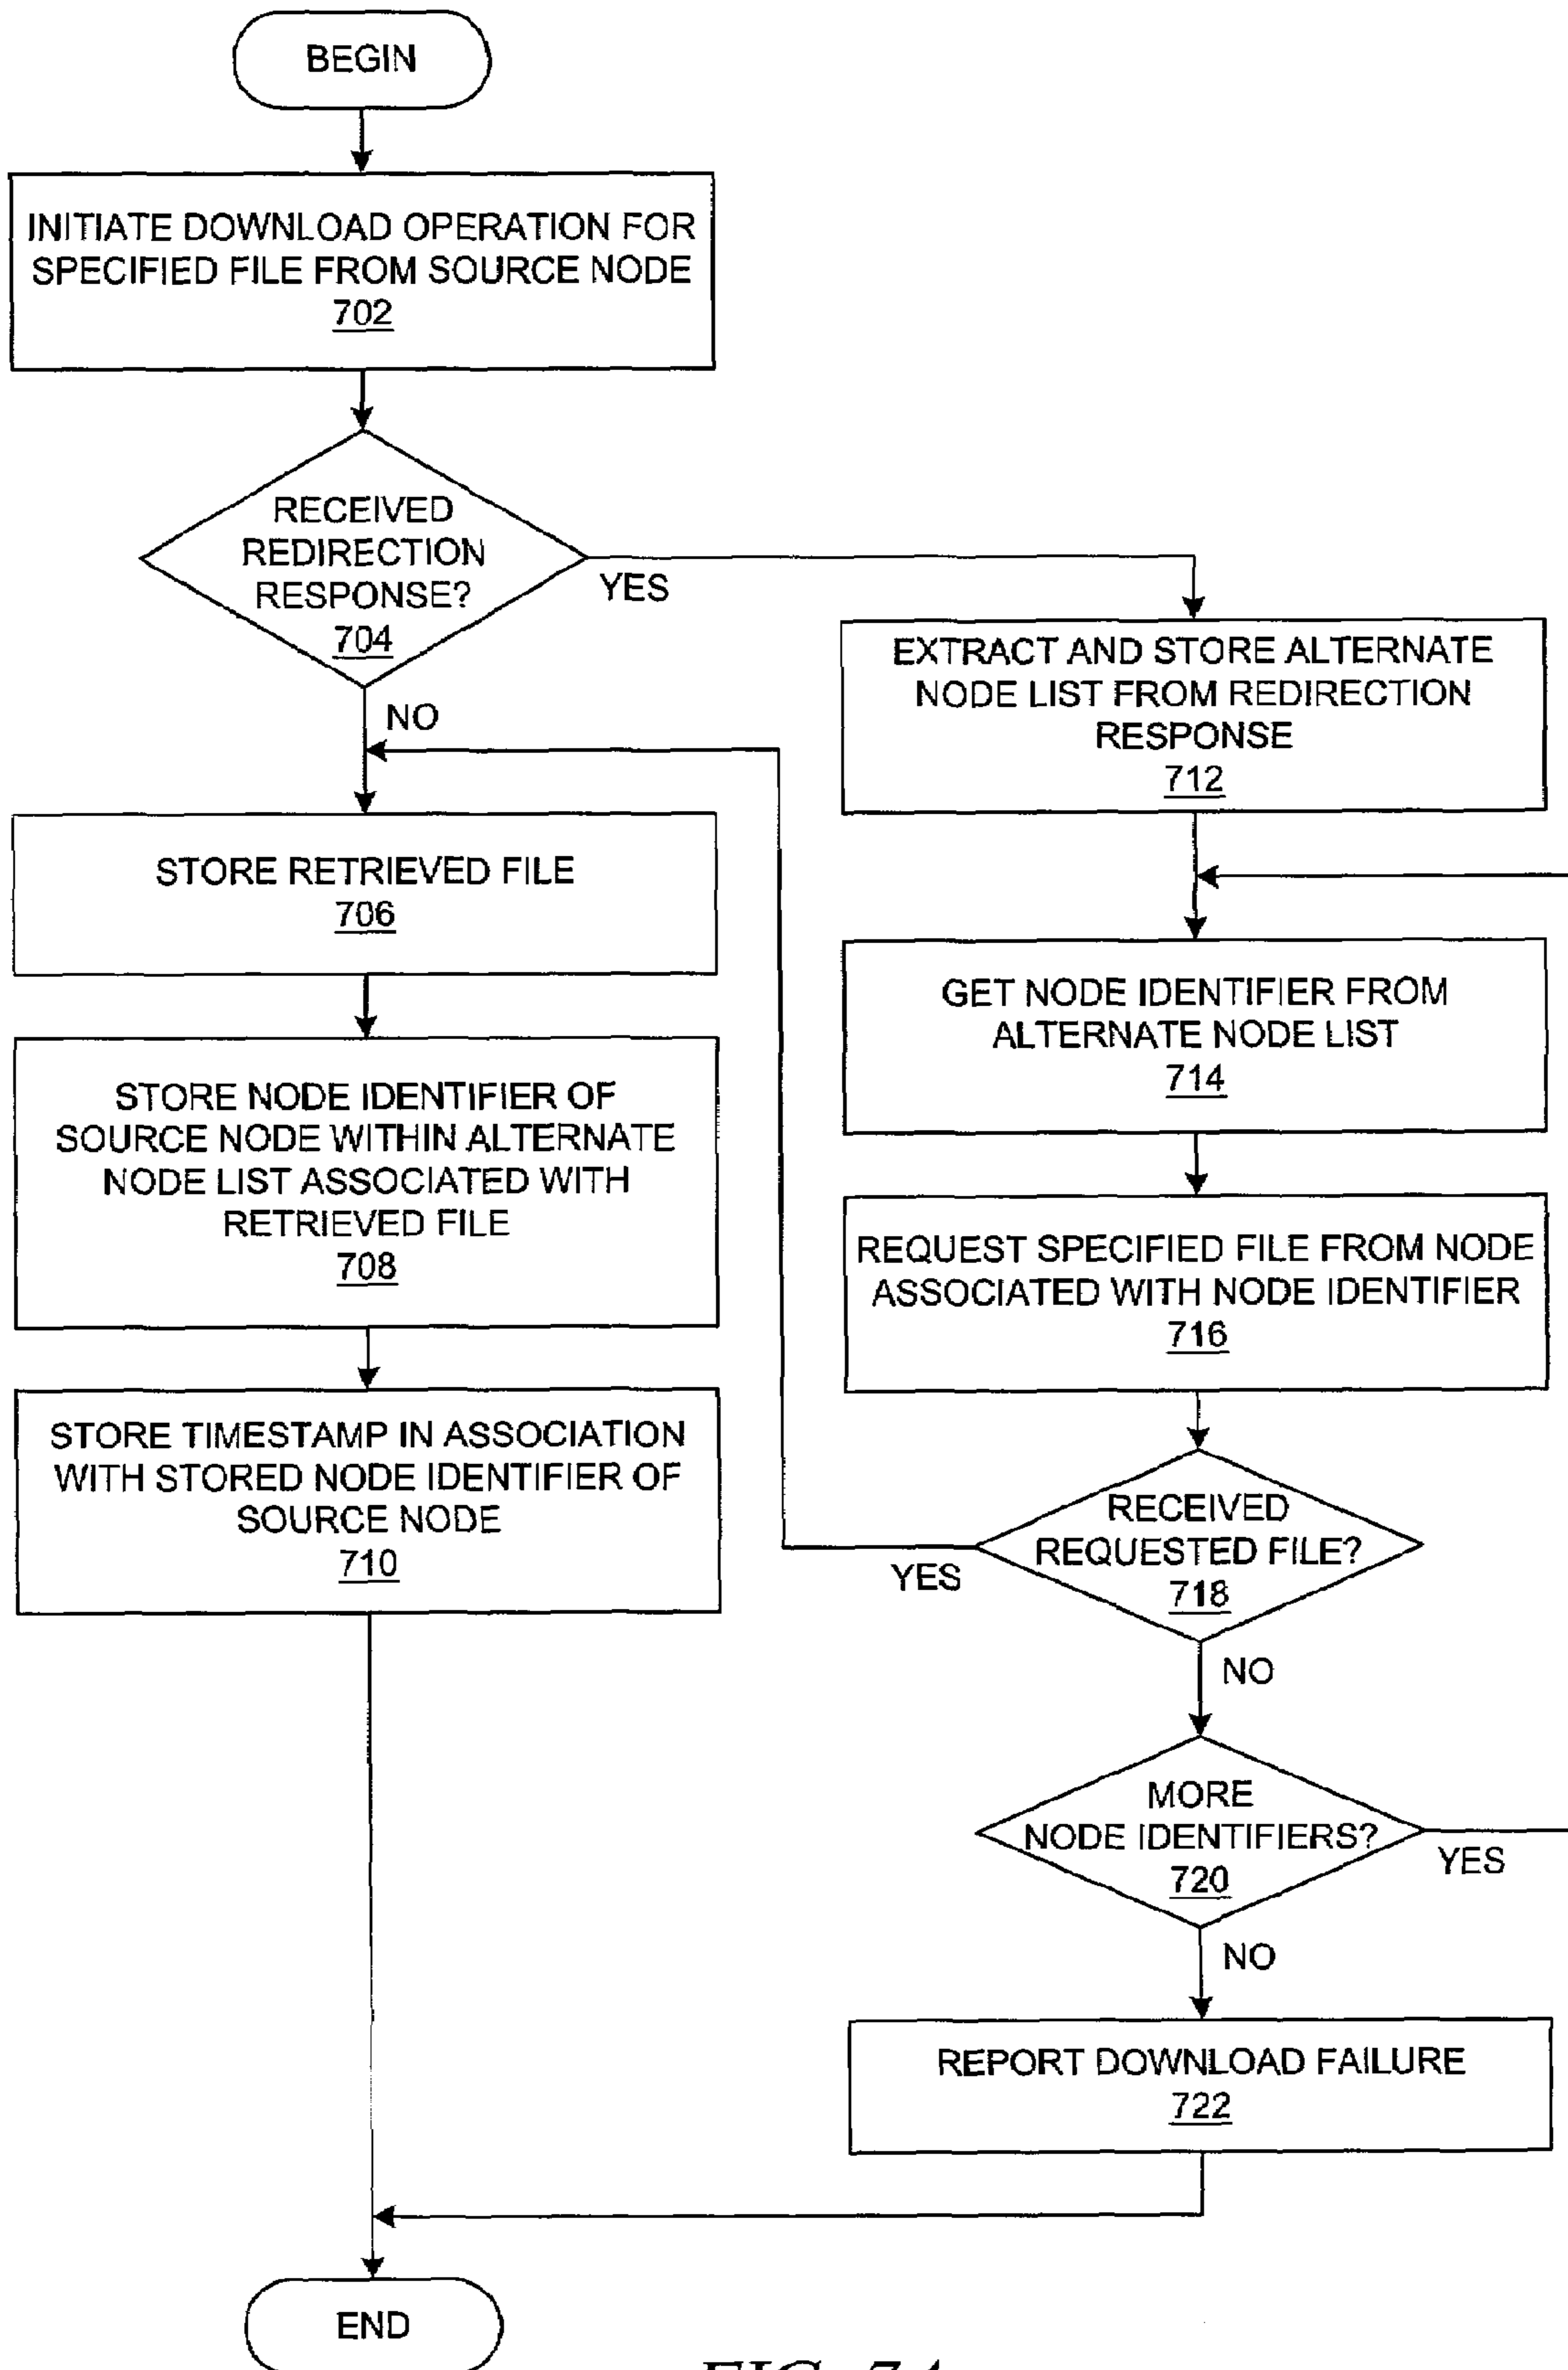 BEGIN
INITIATE DOWNLOAD OPERATION FOR
SPECIFIED FILE FROM SOURCE NODE
702
RECEIVED
REDIRECTION
RESPONSE?
704
YES
NO
EXTRACT AND STORE ALTERNATE
NODE LIST FROM REDIRECTION
RESPONSE
712
STORE RETRIEVED FILE
706
GET NODE IDENTIFIER FROM
ALTERNATE NODE LIST
714
STORE NODE IDENTIFIER OF
SOURCE NODE WITHIN ALTERNATE
NODE LIST ASSOCIATED WITH
RETRIEVED FILE
708
REQUEST SPECIFIED FILE FROM NODE
ASSOCIATED WITH NODE IDENTIFIER
716
STORE TIMESTAMP IN ASSOCIATION
WITH STORED NODE IDENTIFIER OF
SOURCE NODE
710
RECEIVED
REQUESTED FILE?
718
YES
NO
MORE
NODE IDENTIFIERS?
720
YES
NO
REPORT DOWNLOAD FAILURE
722
END
FIG. 7A